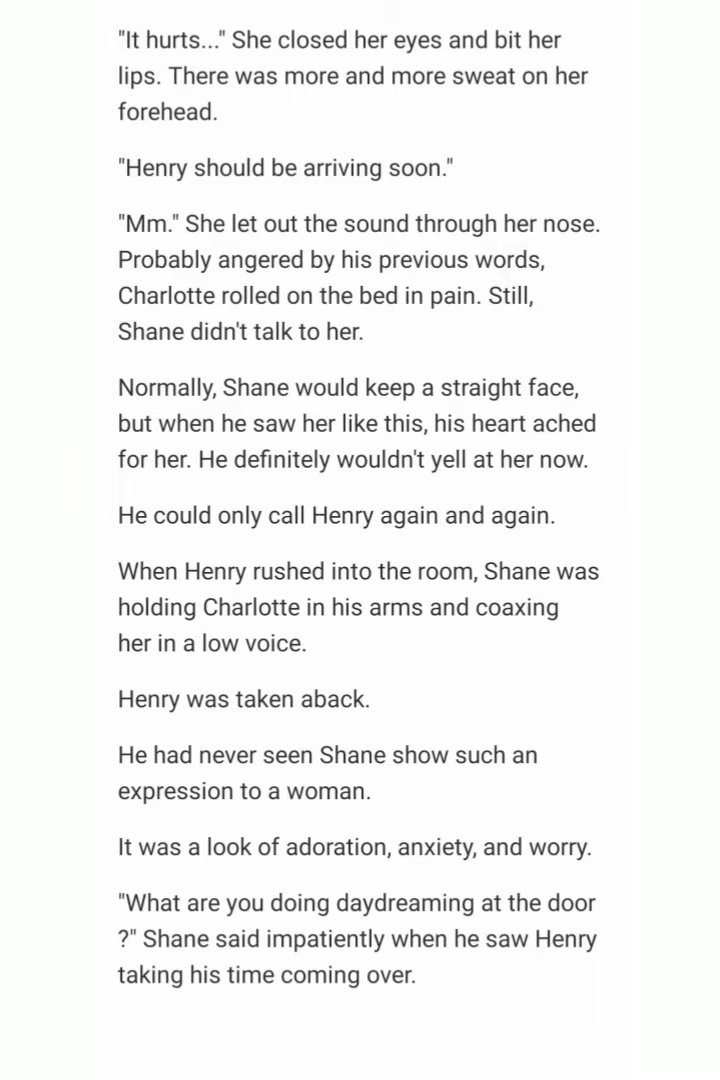 "It hurts..." She closed her eyes and bit her
lips. There was more and more sweat on her
forehead.
"Henry should be arriving soon."
"Mm." She let out the sound through her nose.
Probably angered by his previous words,
Charlotte rolled on the bed in pain. Still,
Shane didn't talk to her.
Normally, Shane would keep a straight face,
but when he saw her like this, his heart ached
for her. He definitely wouldn't yell at her now.
He could only call Henry again and again.
When Henry rushed into the room, Shane was
holding Charlotte in his arms and coaxing
her in a low voice.
Henry was taken aback.
He had never seen Shane show such an
expression to a woman.
It was a look of adoration, anxiety, and worry.
"What are you doing daydreaming at the door
?" Shane said impatiently when he saw Henry
taking his time coming over.